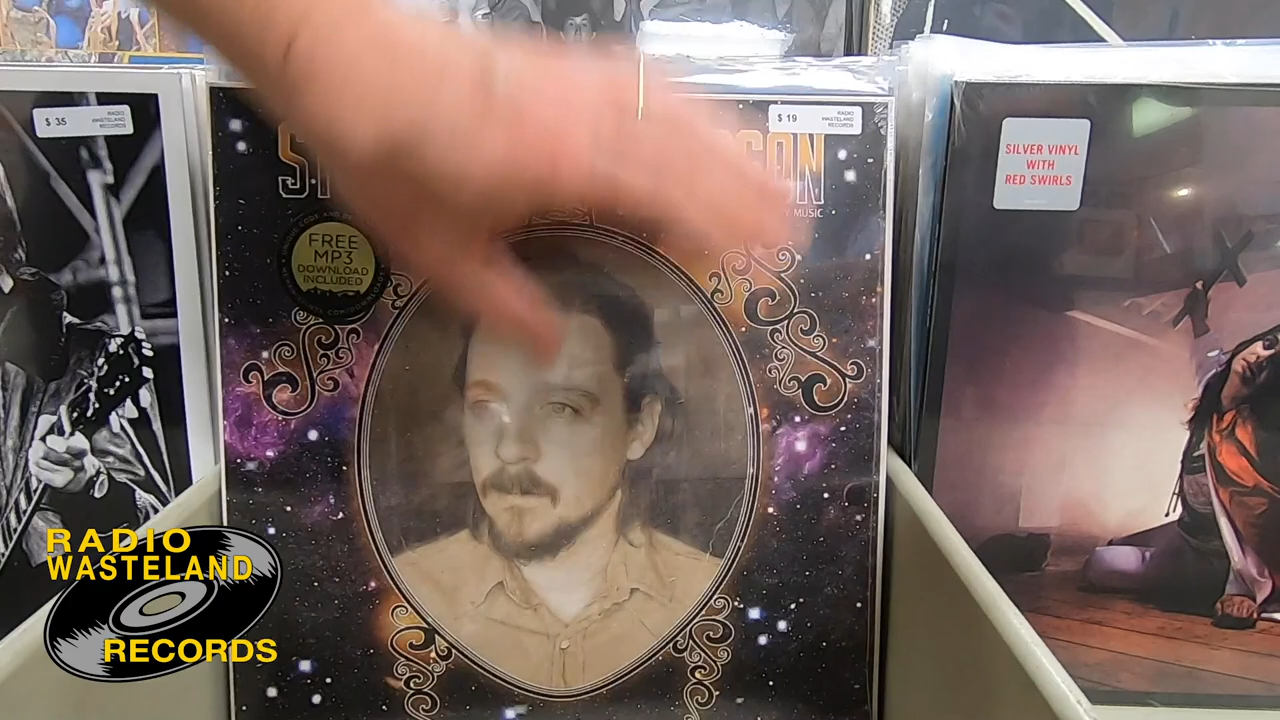 $ 35
RADIO
WASTELAND
RECORDS
$ 19
RADIO
WASTELAND
RECORDS
MUSIC
FREE
MP3
DOWNLOAD
INCLUDED
SILVER VINYL
WITH
RED SWIRLS
RADIO
WASTELAND
RECORDS